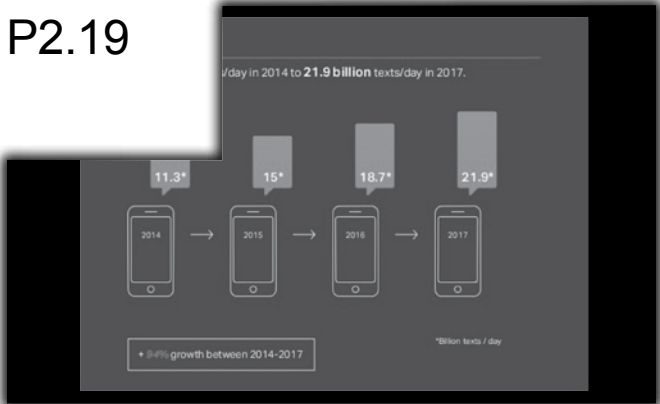 P2.19
/day in 2014 to 21.9 billion texts/day in 2017.
11.3* 15* 18.7* 21.9*
2014 2015 2016 2017
*Billion texts / day
+ 94% growth between 2014-2017